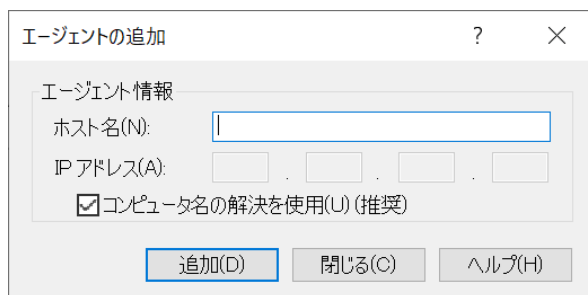 エージェントの追加
?
エージェント情報
ホスト名(N):
IP アドレス(A):
. . .
コンピュータ名の解決を使用(U) (推奨)
追加(D) 閉じる(C) ヘルプ(H)